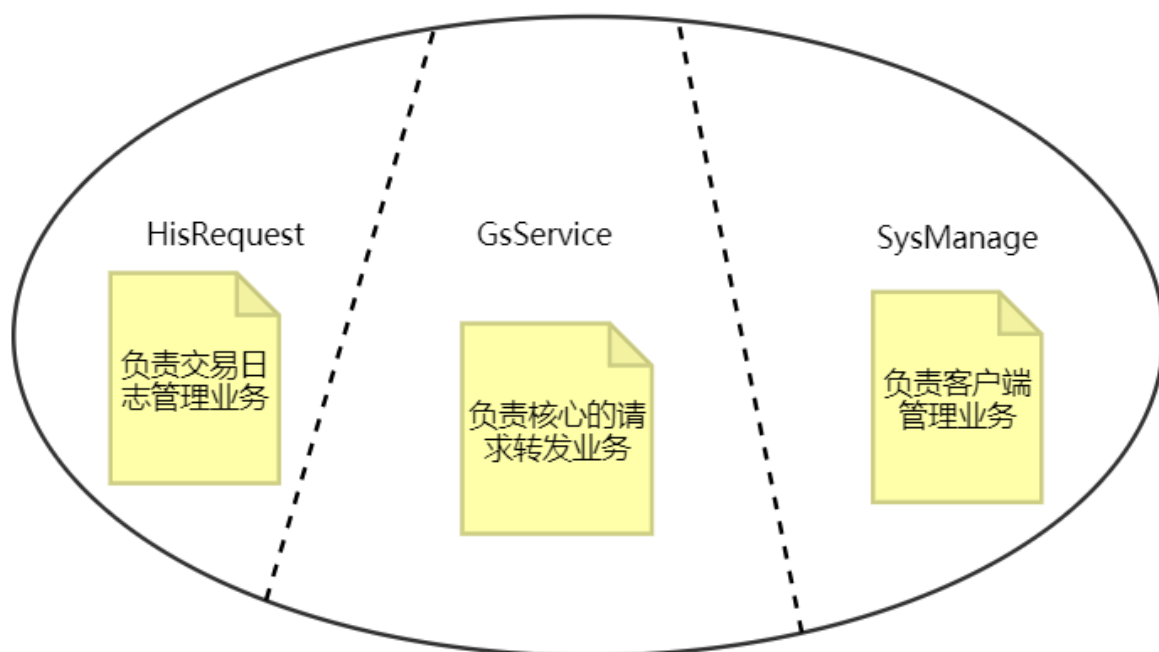 HisRequest
负责交易日
志管理业务
GsService
负责核心的请
求转发业务
SysManage
负责客户端
管理业务